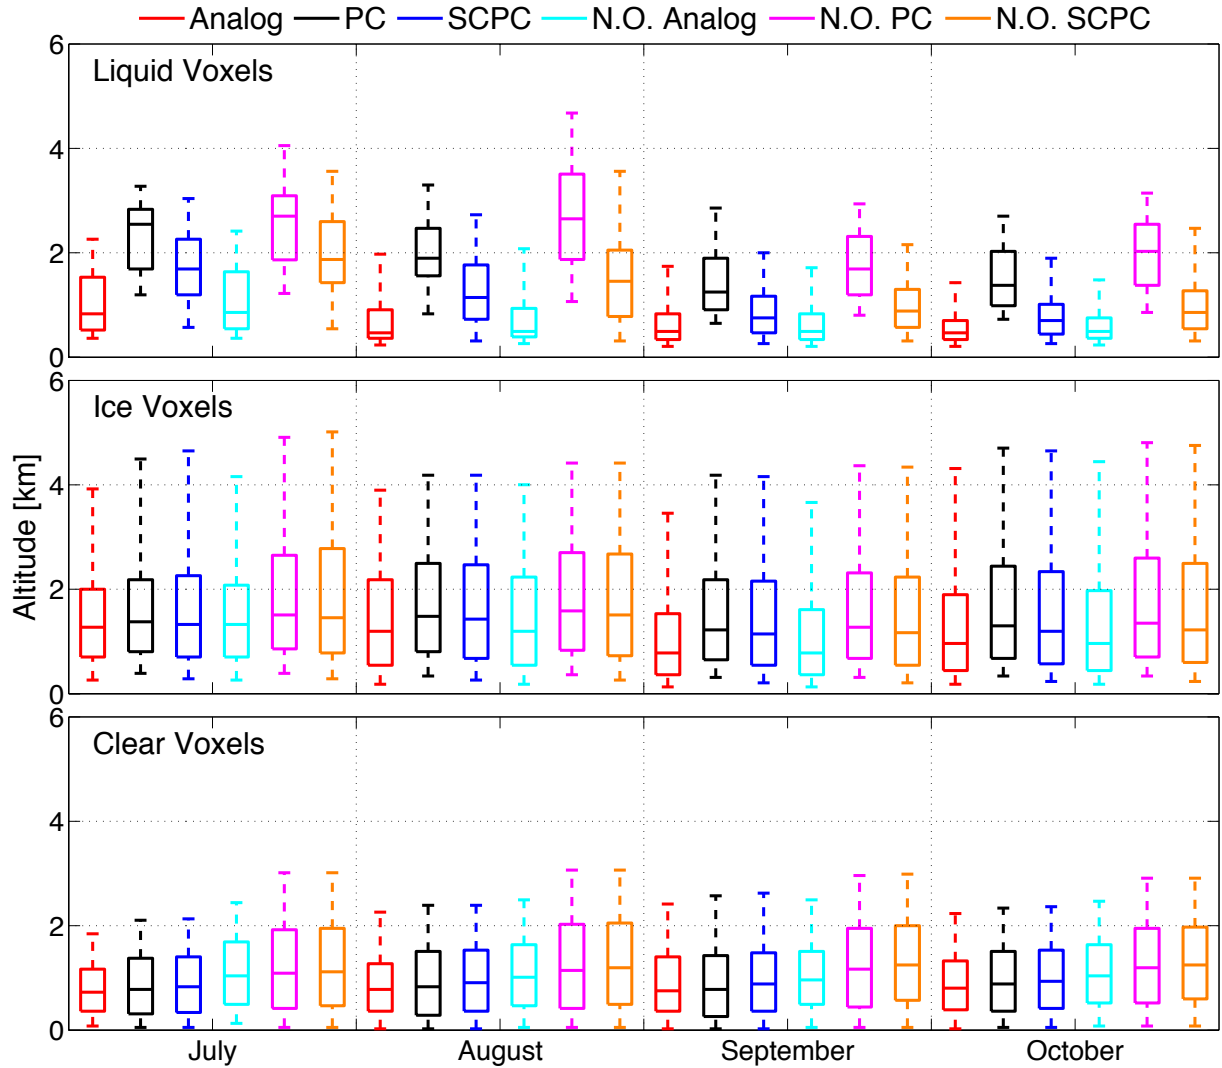 Analog PC SCPC N.O. Analog N.O. PC N.O. SCPC
6
Liquid Voxels
4
2
0
6
Ice Voxels
4
Altitude [km]
2
0
6
Clear Voxels
4
2
0
July August September October